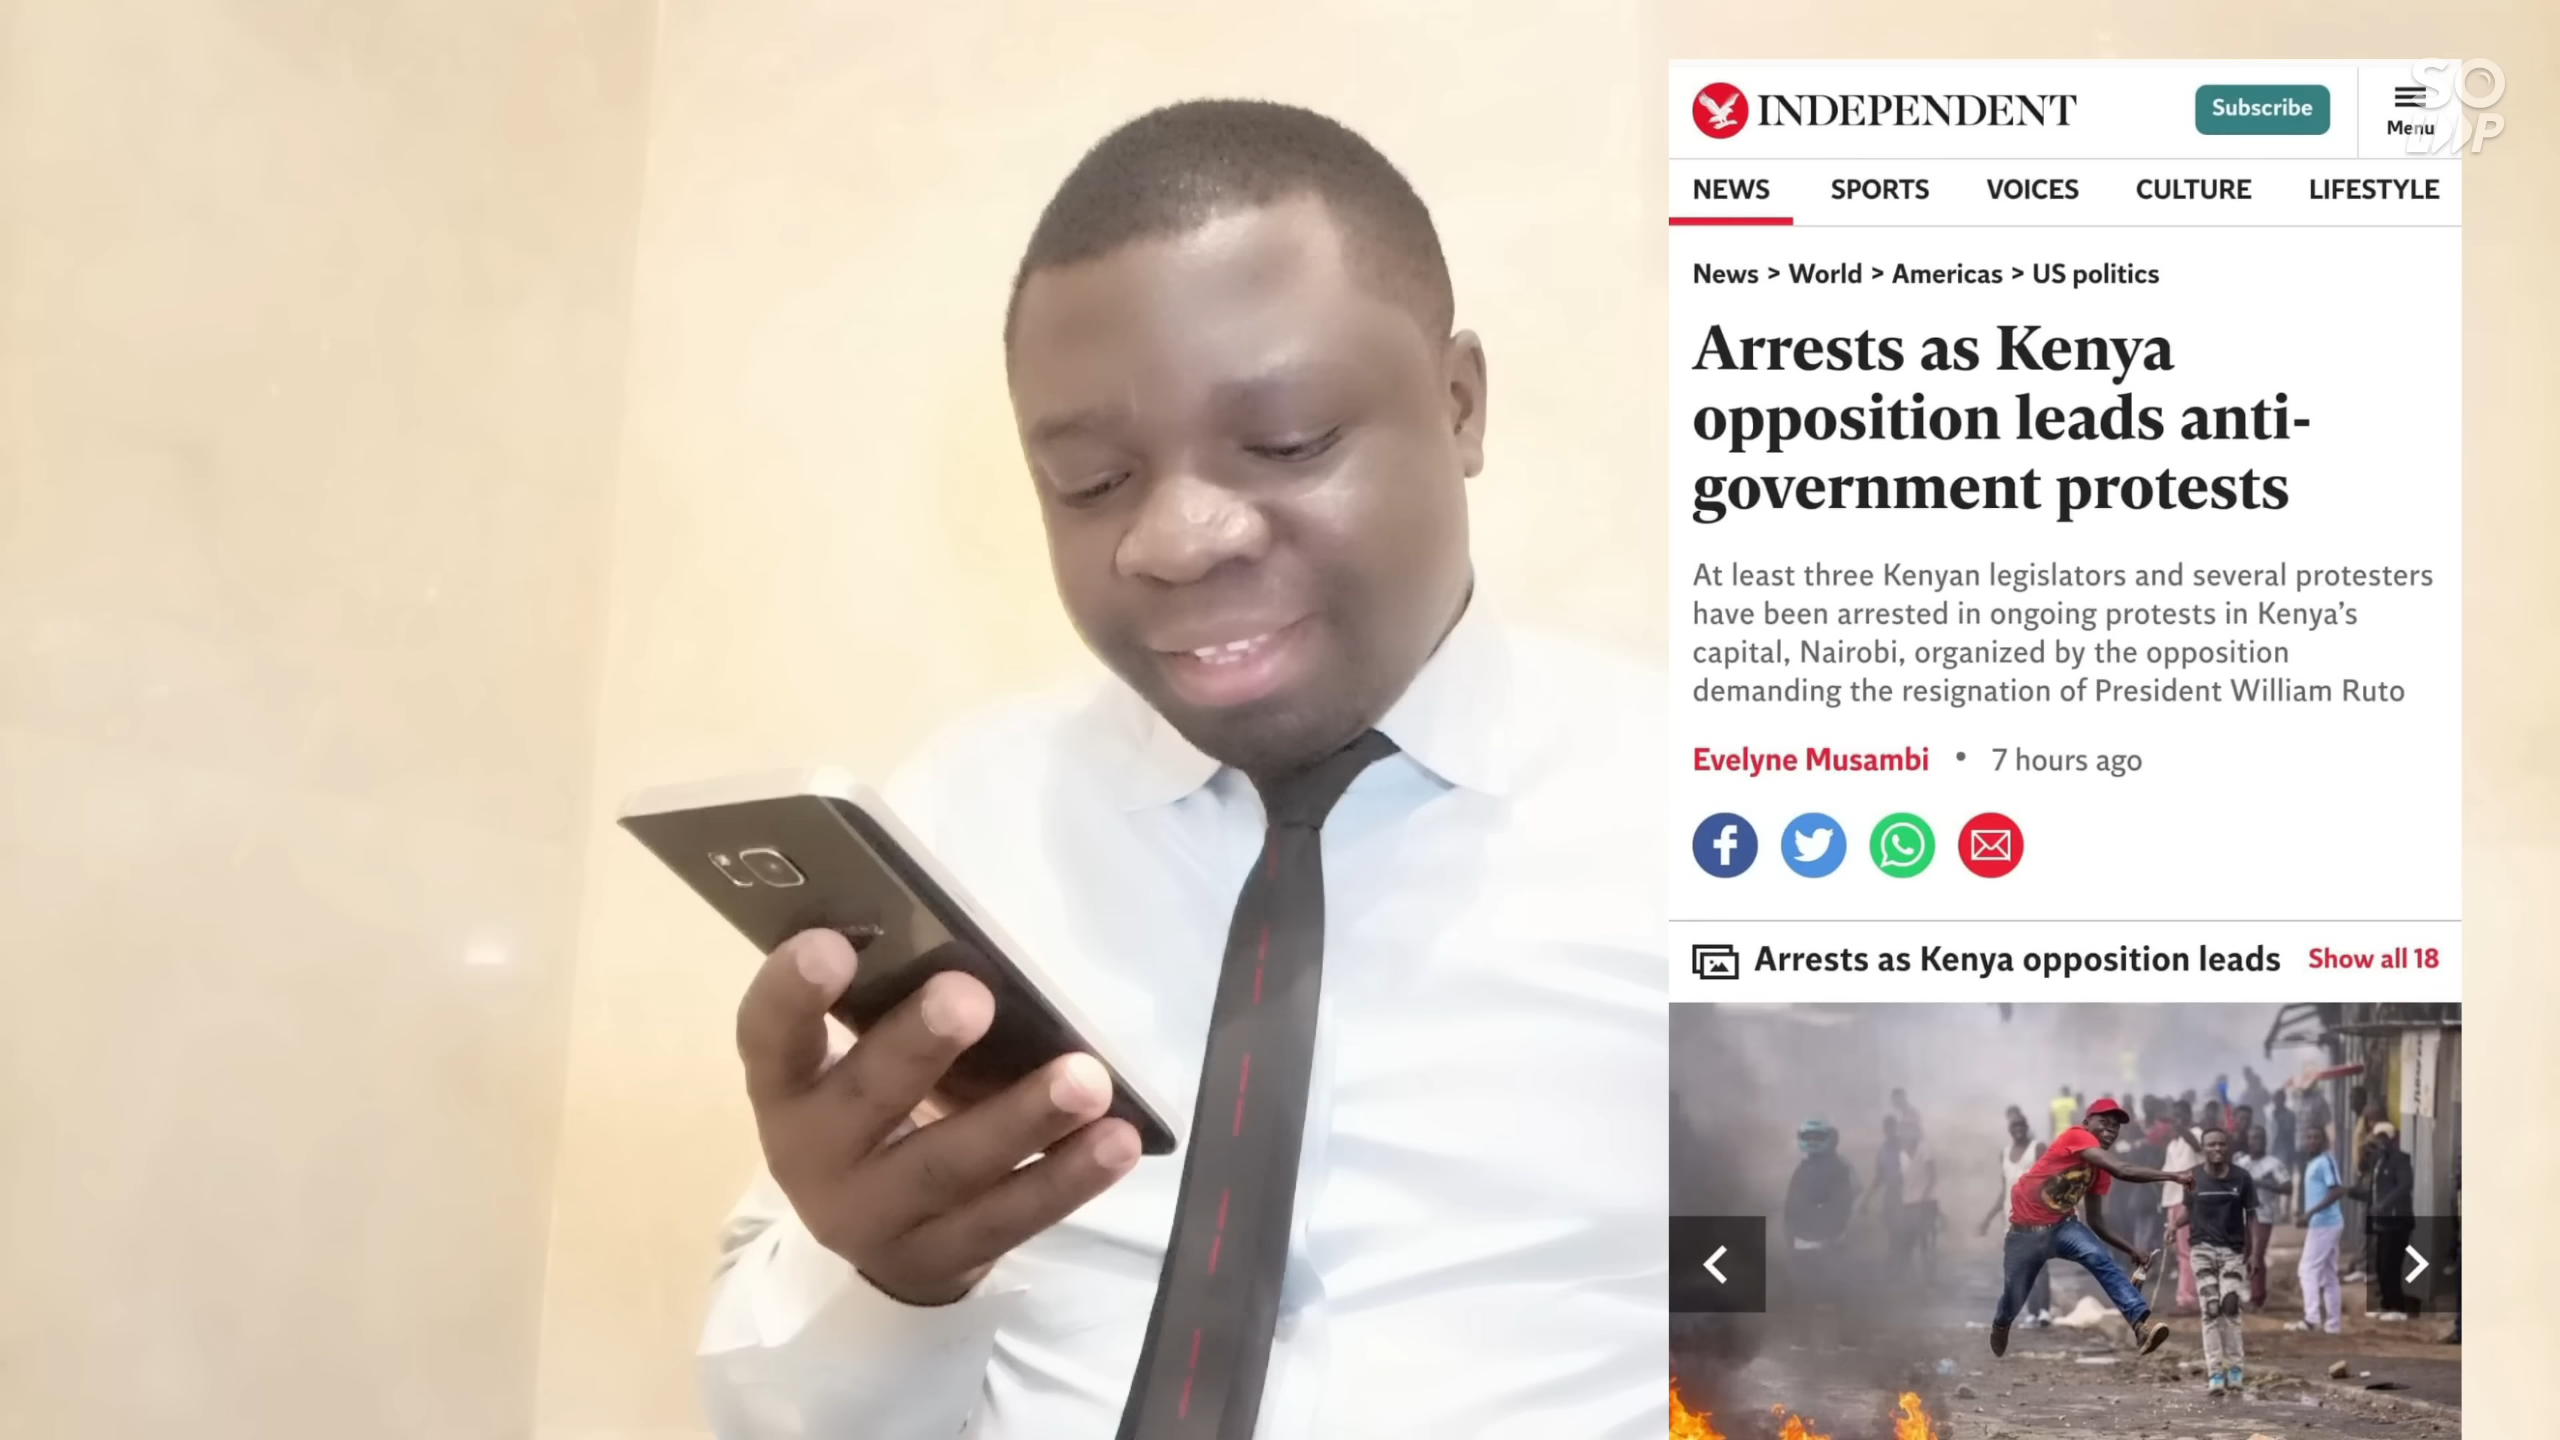 INDEPENDENT
Subscribe
Menu
NEWS SPORTS VOICES CULTURE LIFESTYLE
News > World > Americas > US politics
Arrests as Kenya
opposition leads anti-
government protests
At least three Kenyan legislators and several protesters
have been arrested in ongoing protests in Kenya’s
capital, Nairobi, organized by the opposition
demanding the resignation of President William Ruto
Evelyne Musambi • 7 hours ago
Arrests as Kenya opposition leads Show all 18